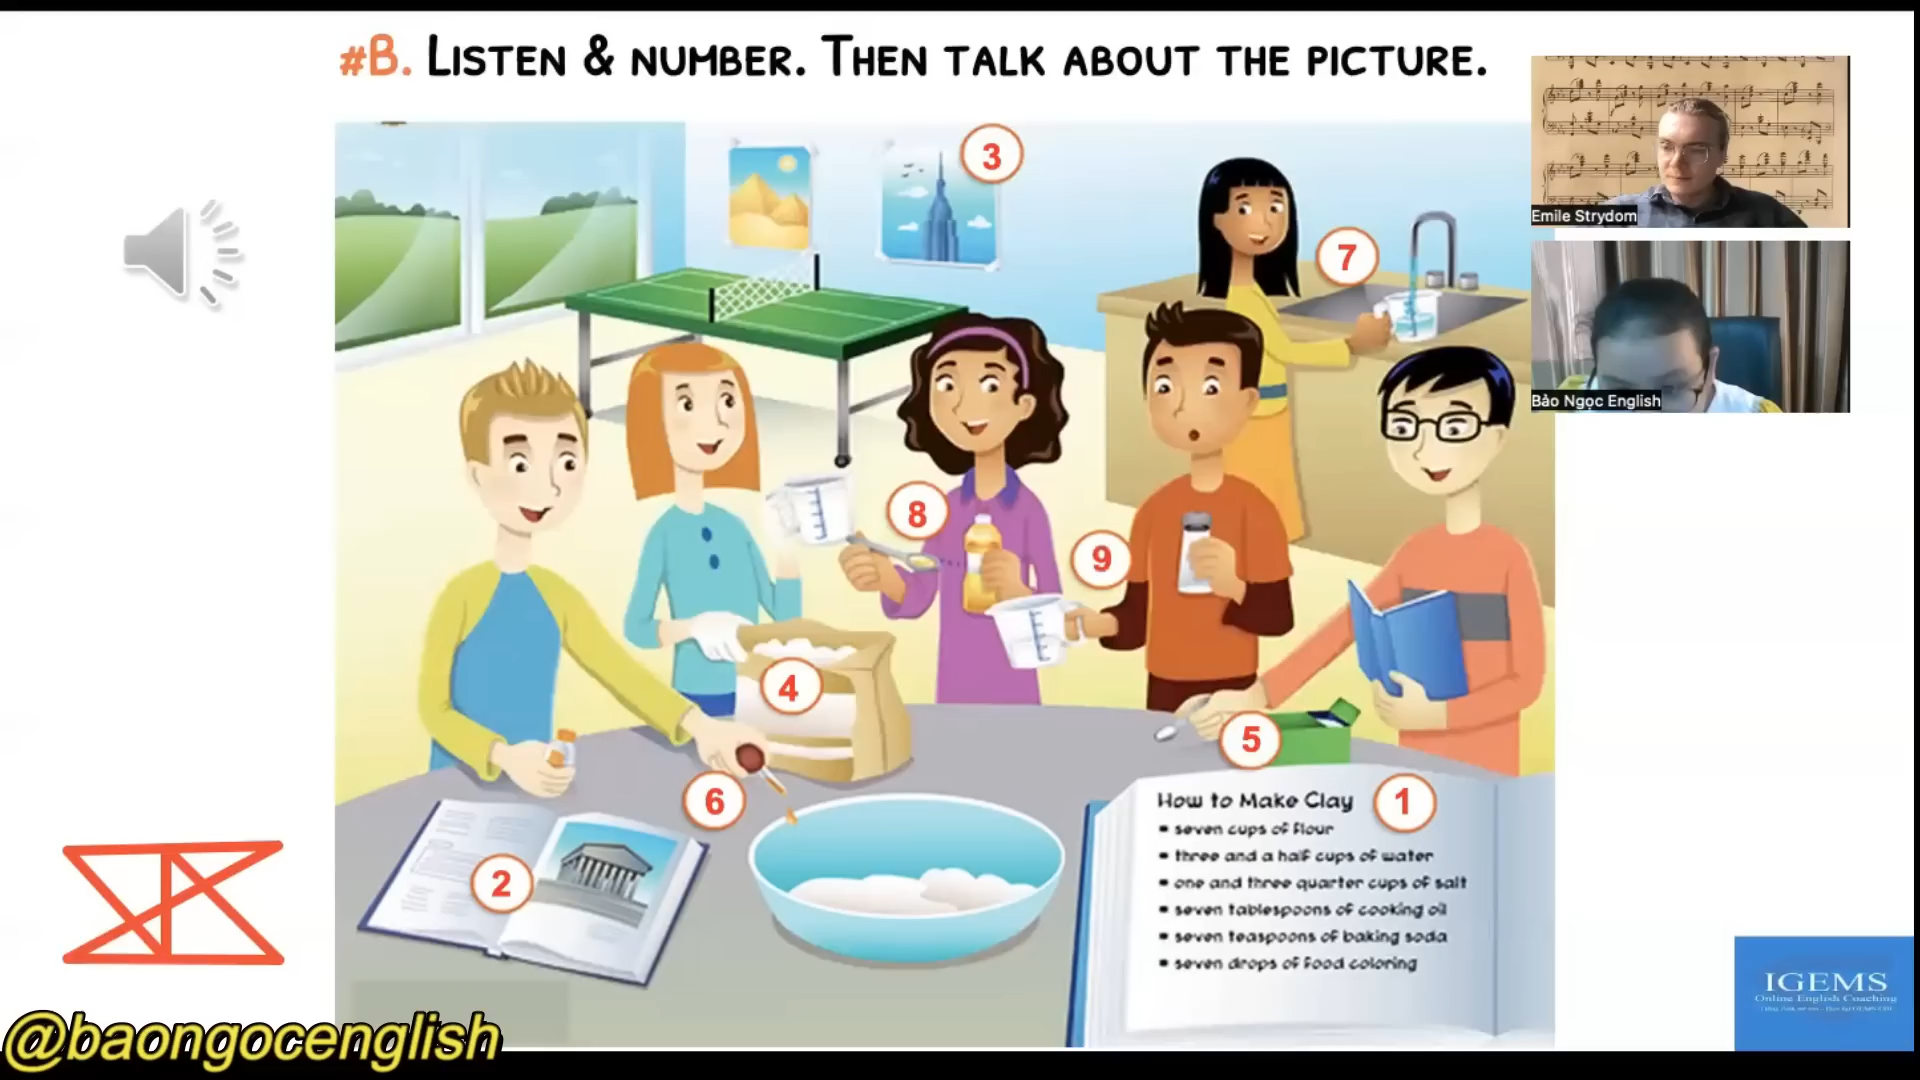 #B. LISTEN & NUMBER. THEN TALK ABOUT THE PICTURE.
3
Emile Strydom
7
Bảo Ngọc English
8
9
4
5
6
How to Make Clay
1
• seven cups of flour
• three and a half cups of water
• one and three quarter cups of salt
• seven tablespoons of cooking oil
• seven teaspoons of baking soda
• seven drops of food coloring
2
IGEMS
Online English Coaching
@baongocenglish